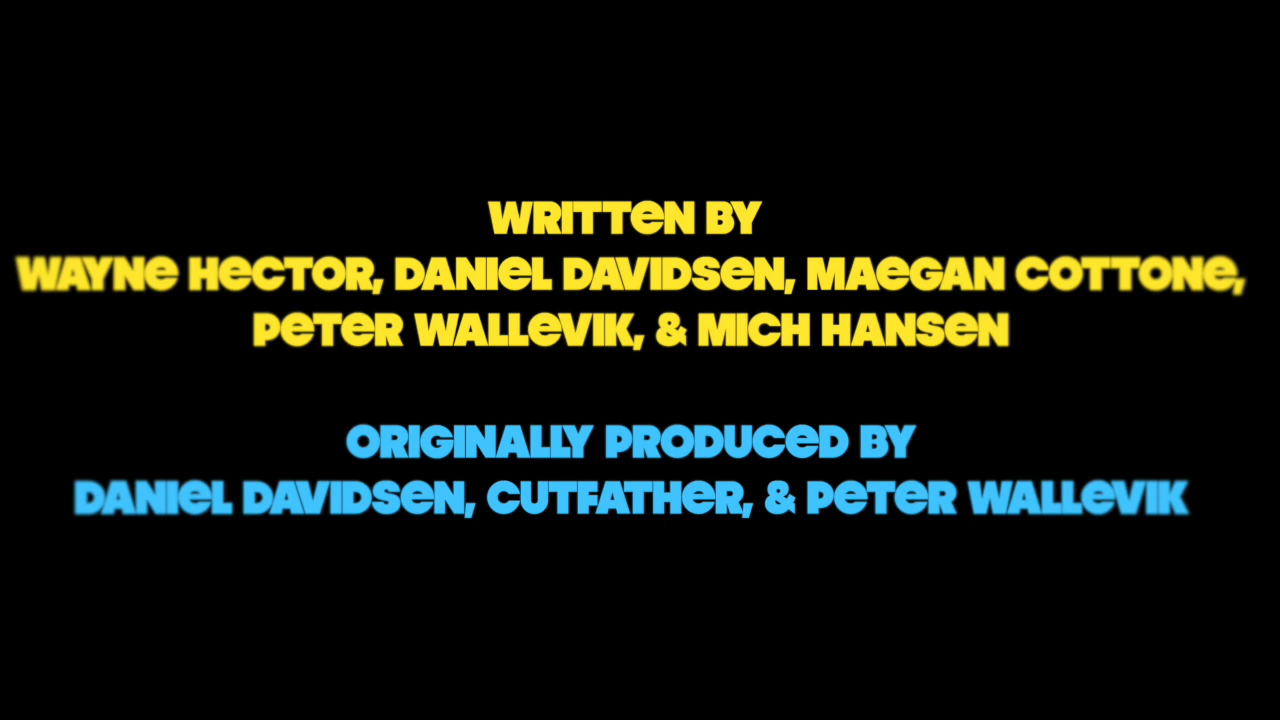 WRITTEN BY
WAYNE HECTOR, DANIEL DAVIDSEN, MAEGAN COTTONE,
PETER WALLEVIK, & MICH HANSEN
ORIGINALLY PRODUCED BY
DANIEL DAVIDSEN, CUTFATHER, & PETER WALLEVIK